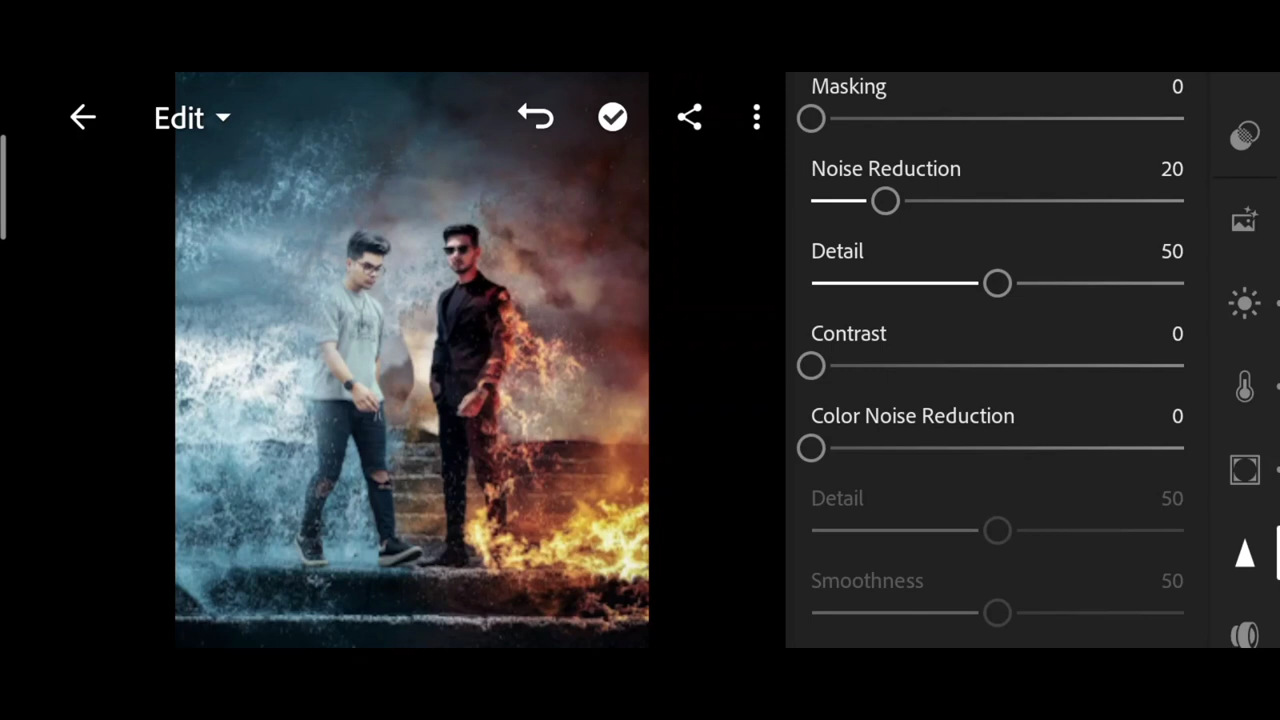 Edit
Masking 0
Noise Reduction 20
Detail 50
Contrast 0
Color Noise Reduction 0
Detail 50
Smoothness 50